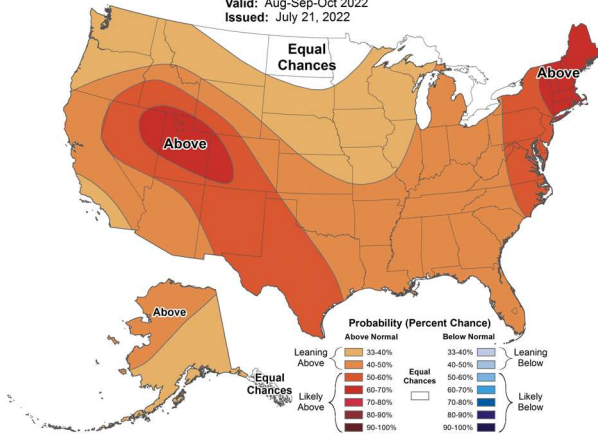 Valid: Aug-Sep-Oct 2022
Issued: July 21, 2022
Equal
Chances
Above
Above
Above
Equal
Chances
Probability (Percent Chance)
Above Normal
Below Normal
Leaning
Above
33-40%
40-50%
Likely
Above
50-60%
60-70%
70-80%
80-90%
90-100%
Equal
Chances
33-40%
40-50%
Leaning
Below
50-60%
60-70%
70-80%
80-90%
90-100%
Likely
Below